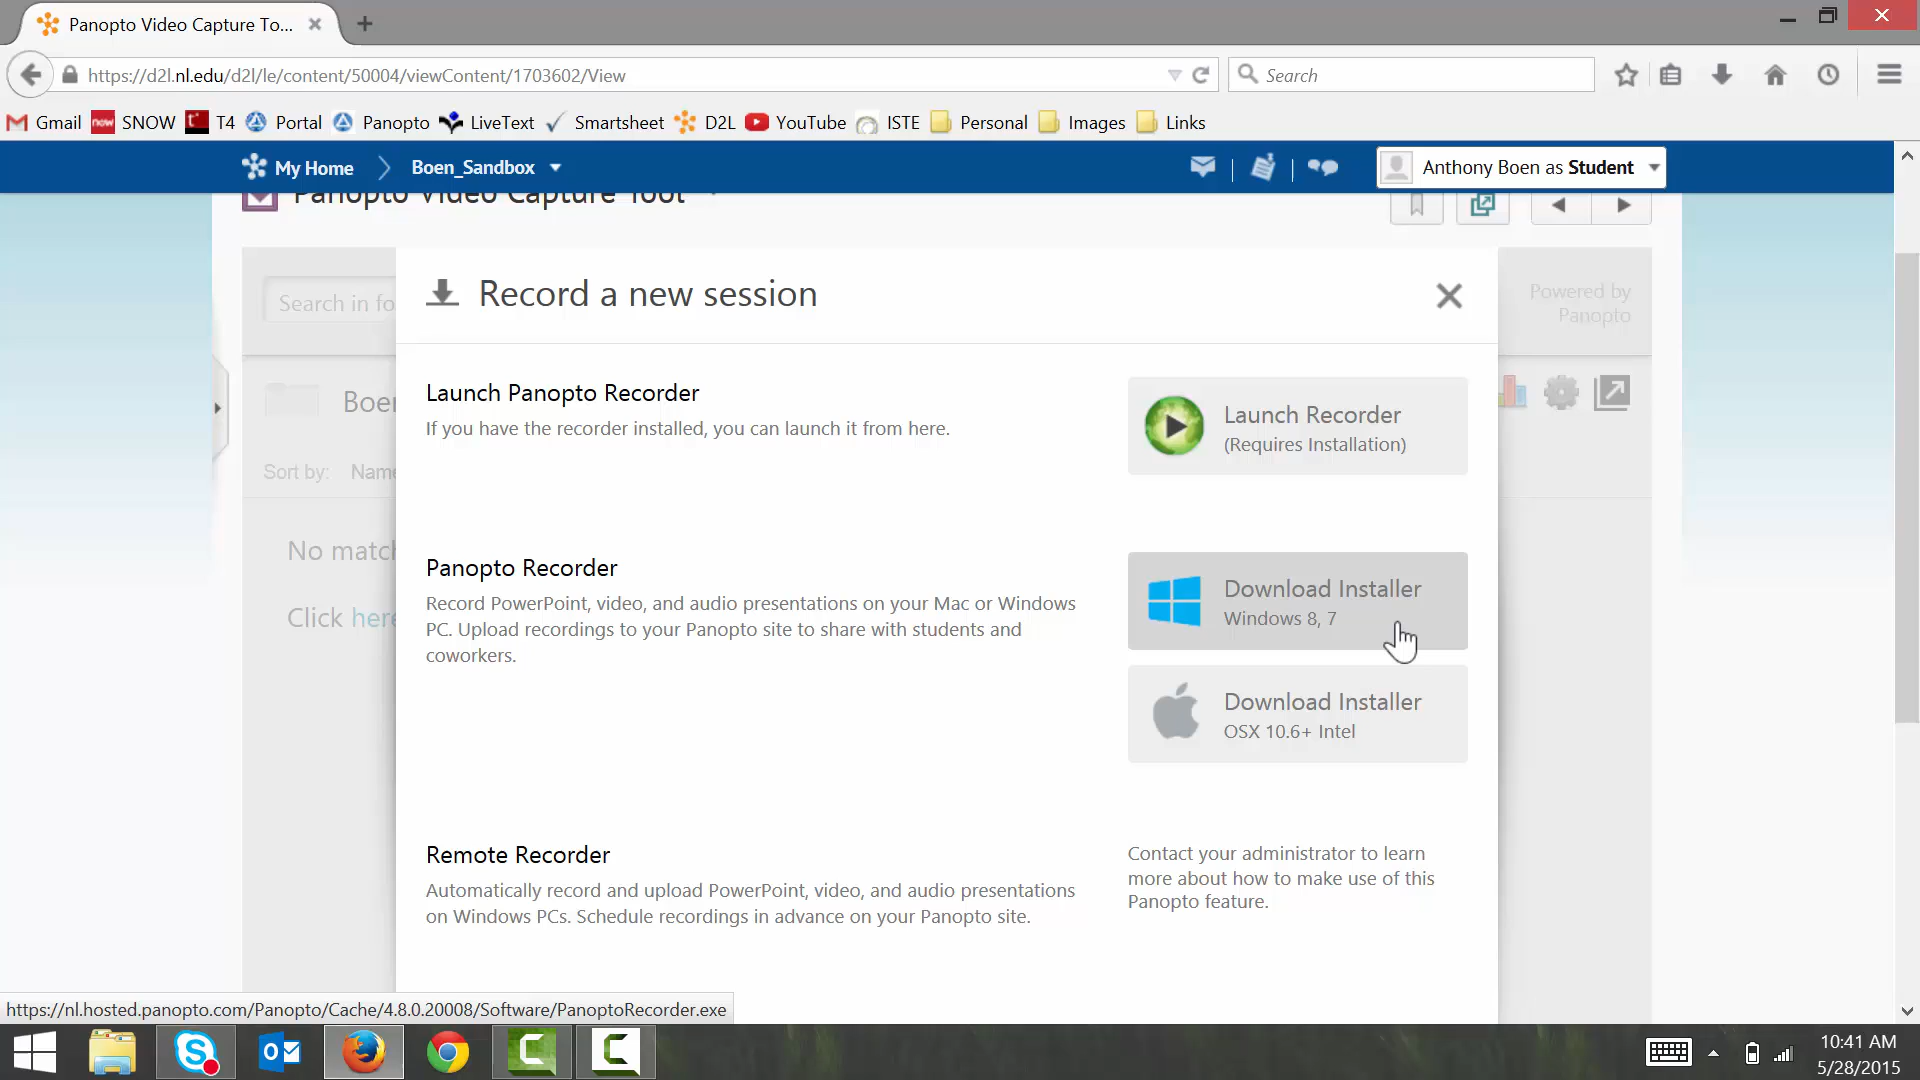 Panopto Video Capture To...
https://d2l.nl.edu/d2l/le/content/50004/viewContent/1703602/View
Search
Gmail
now SNOW
T4
Portal
Panopto
LiveText
Smartsheet
D2L
YouTube
ISTE
Personal
Images
Links
My Home
Boen_Sandbox
Anthony Boen as Student
Panopto Video Capture Tool
Search in fo
Record a new session
Powered by
Panopto
Launch Panopto Recorder
If you have the recorder installed, you can launch it from here.
Launch Recorder
(Requires Installation)
Boer
Sort by: Name
No match
Click here
Panopto Recorder
Record PowerPoint, video, and audio presentations on your Mac or Windows
PC. Upload recordings to your Panopto site to share with students and
coworkers.
Download Installer
Windows 8, 7
Download Installer
OSX 10.6+ Intel
Remote Recorder
Automatically record and upload PowerPoint, video, and audio presentations
on Windows PCs. Schedule recordings in advance on your Panopto site.
Contact your administrator to learn
more about how to make use of this
Panopto feature.
https://nl.hosted.panopto.com/Panopto/Cache/4.8.0.20008/Software/PanoptoRecorder.exe
10:41 AM
5/28/2015